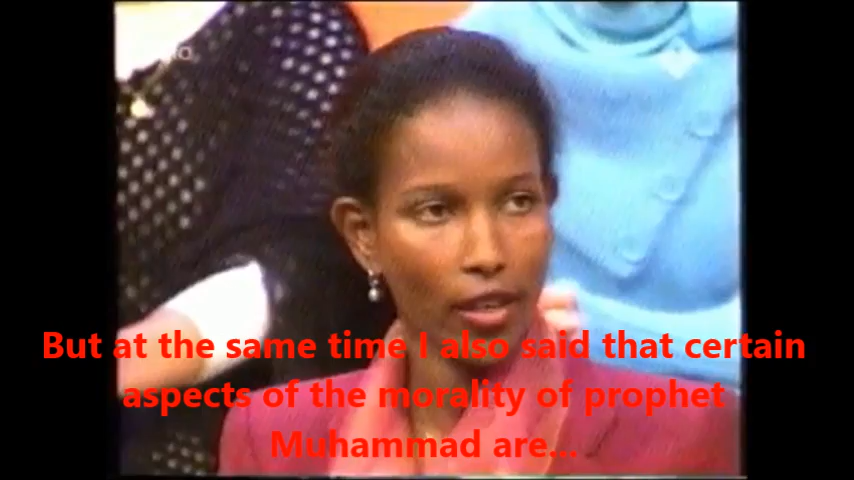 But at the same time I also said that certain
aspects of the morality of prophet
Muhammad are...